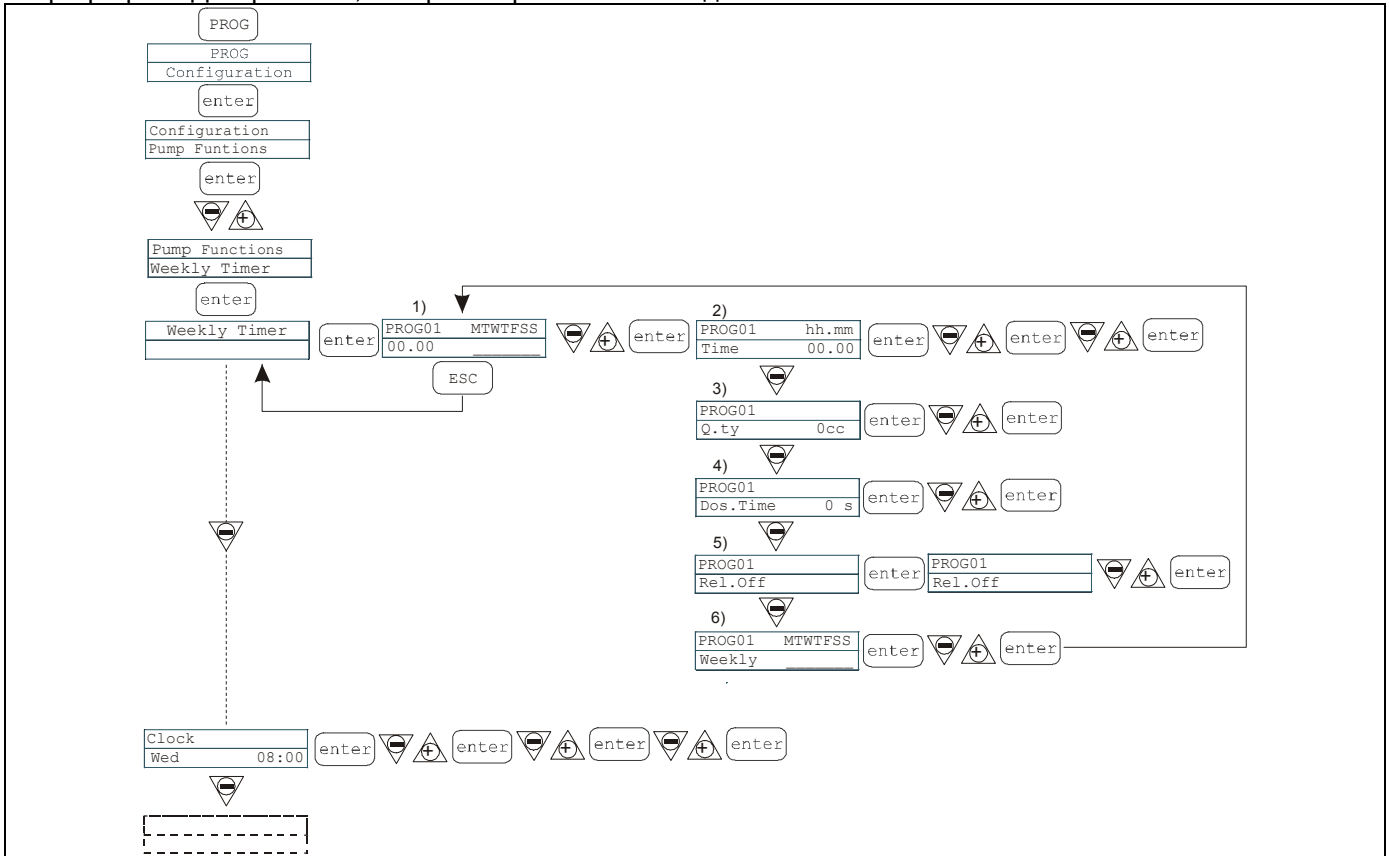 PROG
PROG
Configuration
enter
Configuration
Pump Funtions
enter
Pump Functions
Weekly Timer
enter
Weekly Timer
enter
1)
PROG01 MTWTFSS
00.00 _______
ESC
enter
2)
PROG01 hh.mm
Time 00.00
enter
enter
enter
3)
PROG01
Q.ty 0cc
enter
enter
4)
PROG01
Dos.Time 0 s
enter
enter
5)
PROG01
Rel.Off
enter
PROG01
Rel.Off
enter
6)
PROG01 MTWTFSS
Weekly _______
enter
enter
Clock
Wed 08:00
enter
enter
enter
enter